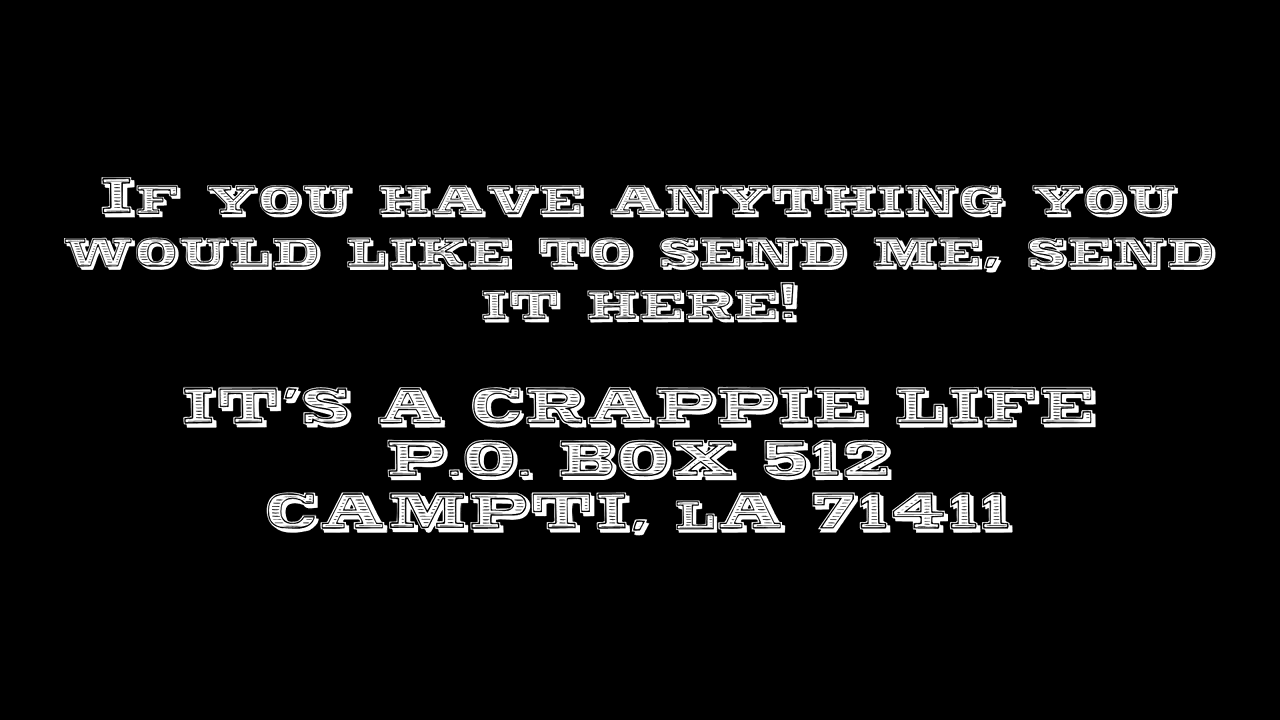 If you have anything you
would like to send me, send
it here!
IT'S A CRAPPIE LIFE
P.O. BOX 512
CAMPTI, lA 71411